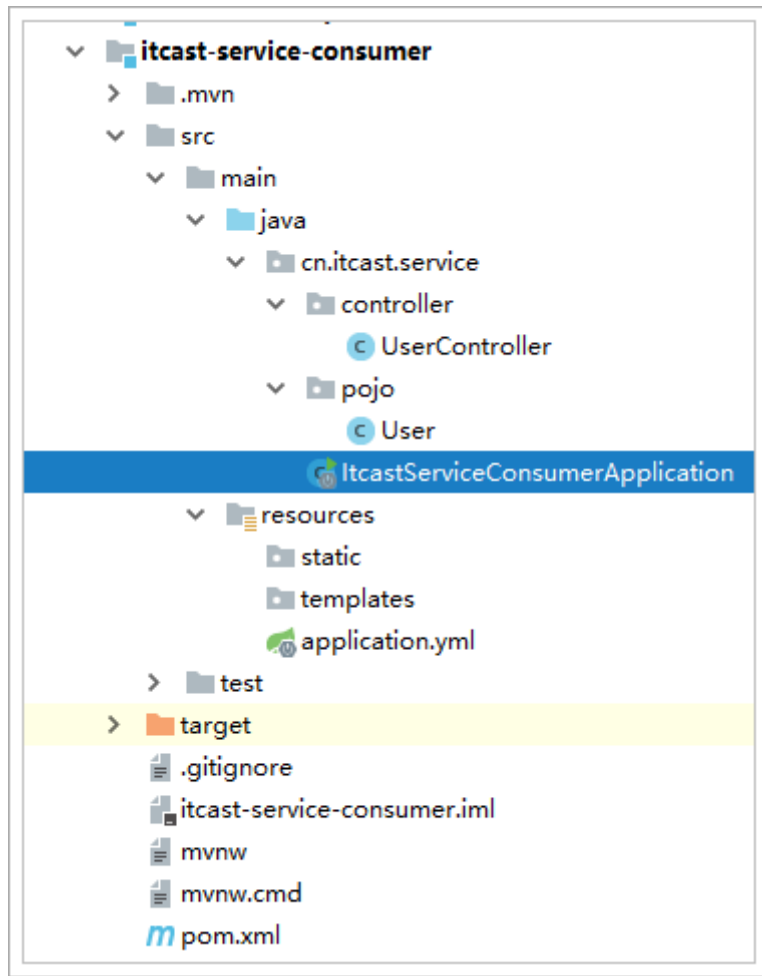 itcast-service-consumer
.mvn
src
main
java
cn.itcast.service
controller
UserController
pojo
User
ItcastServiceConsumerApplication
resources
static
templates
application.yml
test
target
.gitignore
itcast-service-consumer.iml
mvnw
mvnw.cmd
pom.xml